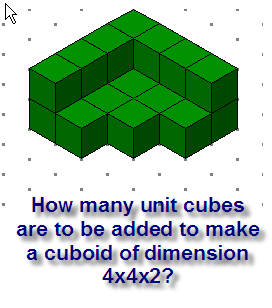 How many unit cubes
are to be added to make
a cuboid of dimension
4x4x2?